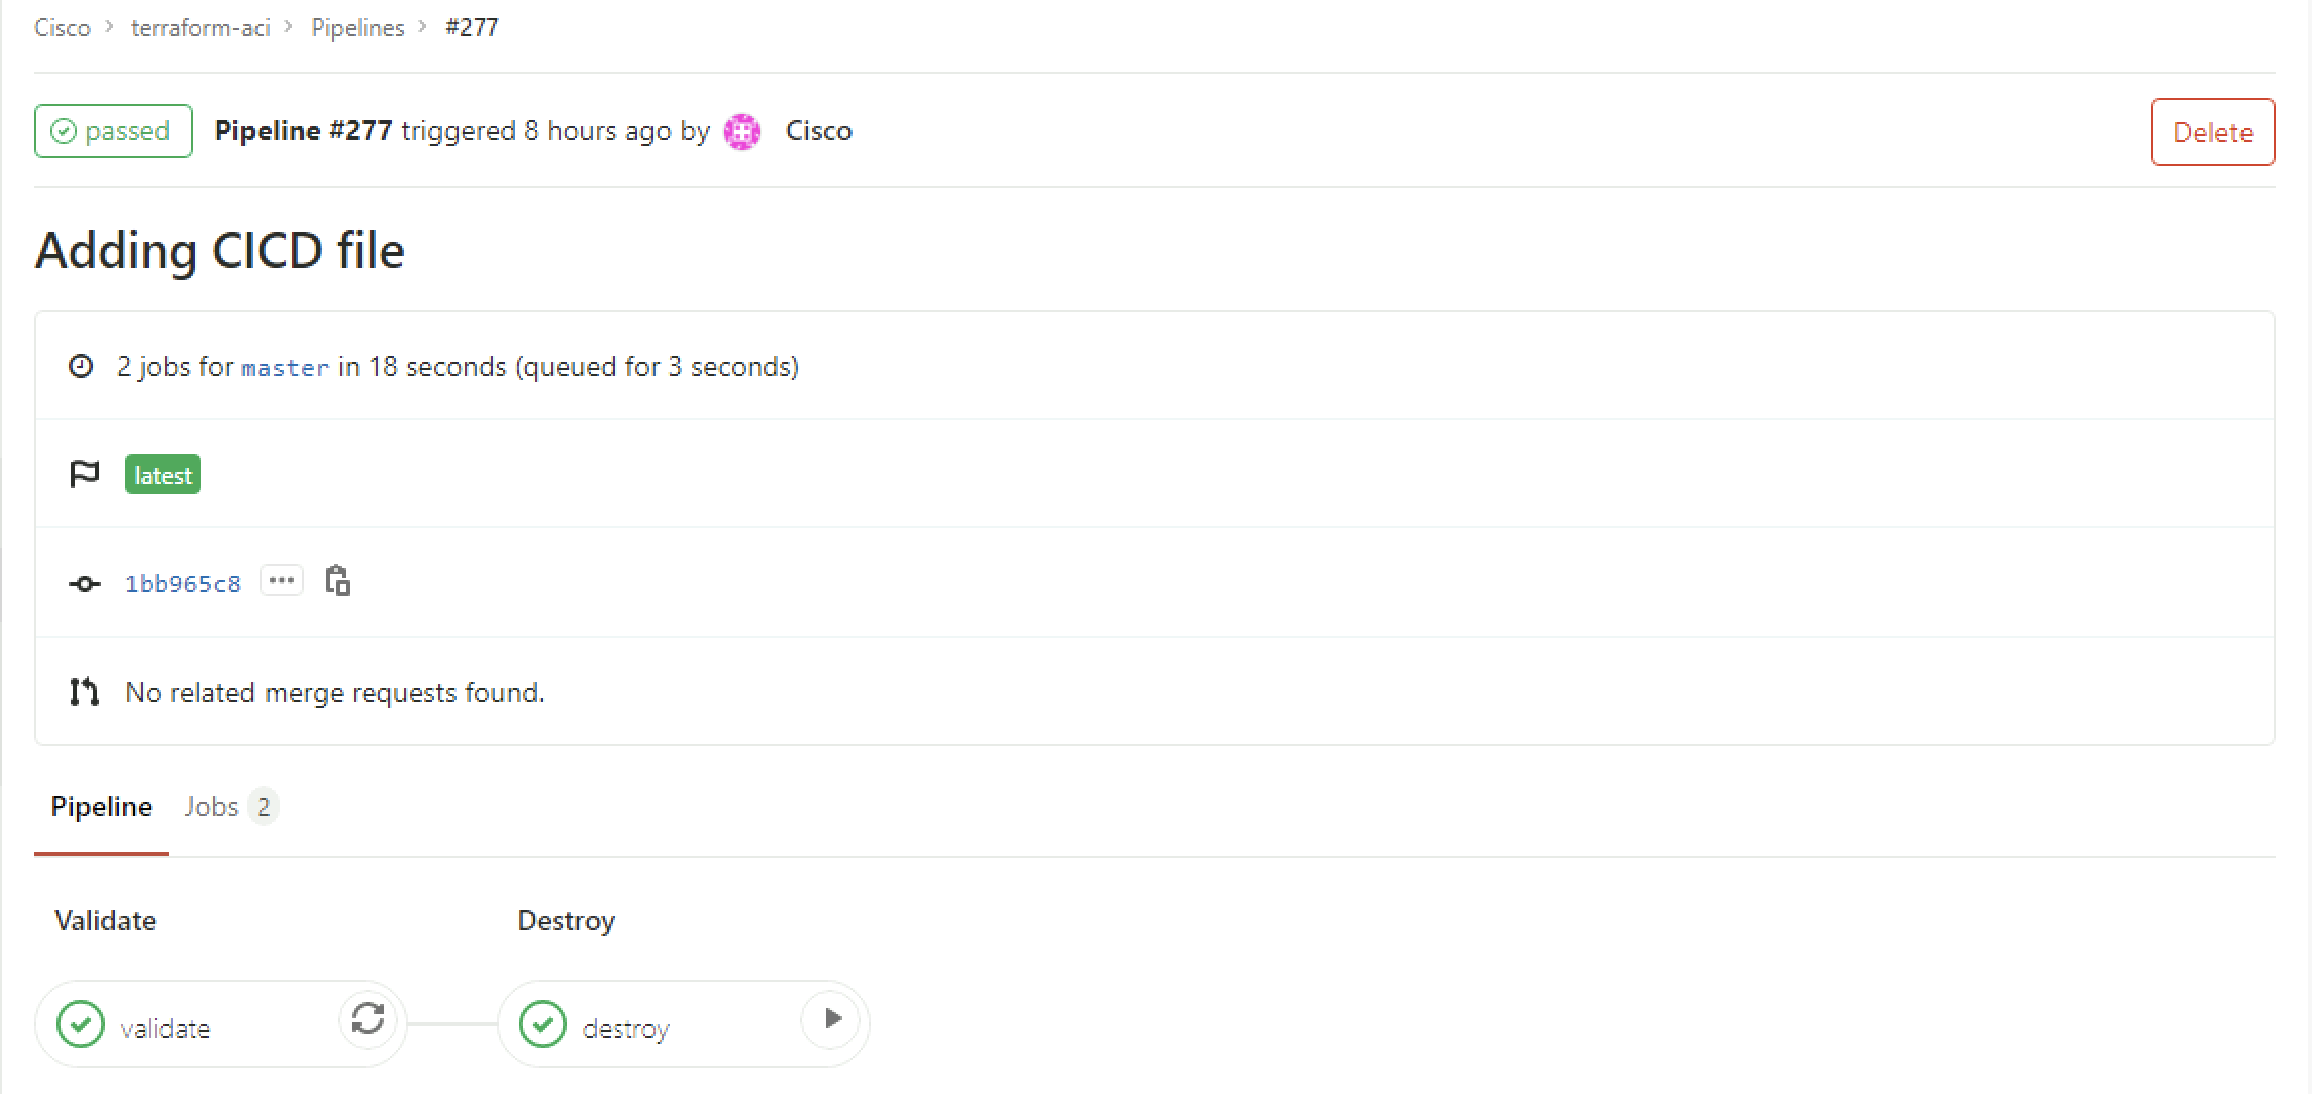 Cisco > terraform-aci > Pipelines > #277
passed Pipeline #277 triggered 8 hours ago by Cisco Delete
Adding CICD file
2 jobs for master in 18 seconds (queued for 3 seconds)
latest
1bb965c8 ...
No related merge requests found.
Pipeline Jobs 2
Validate Destroy
validate destroy